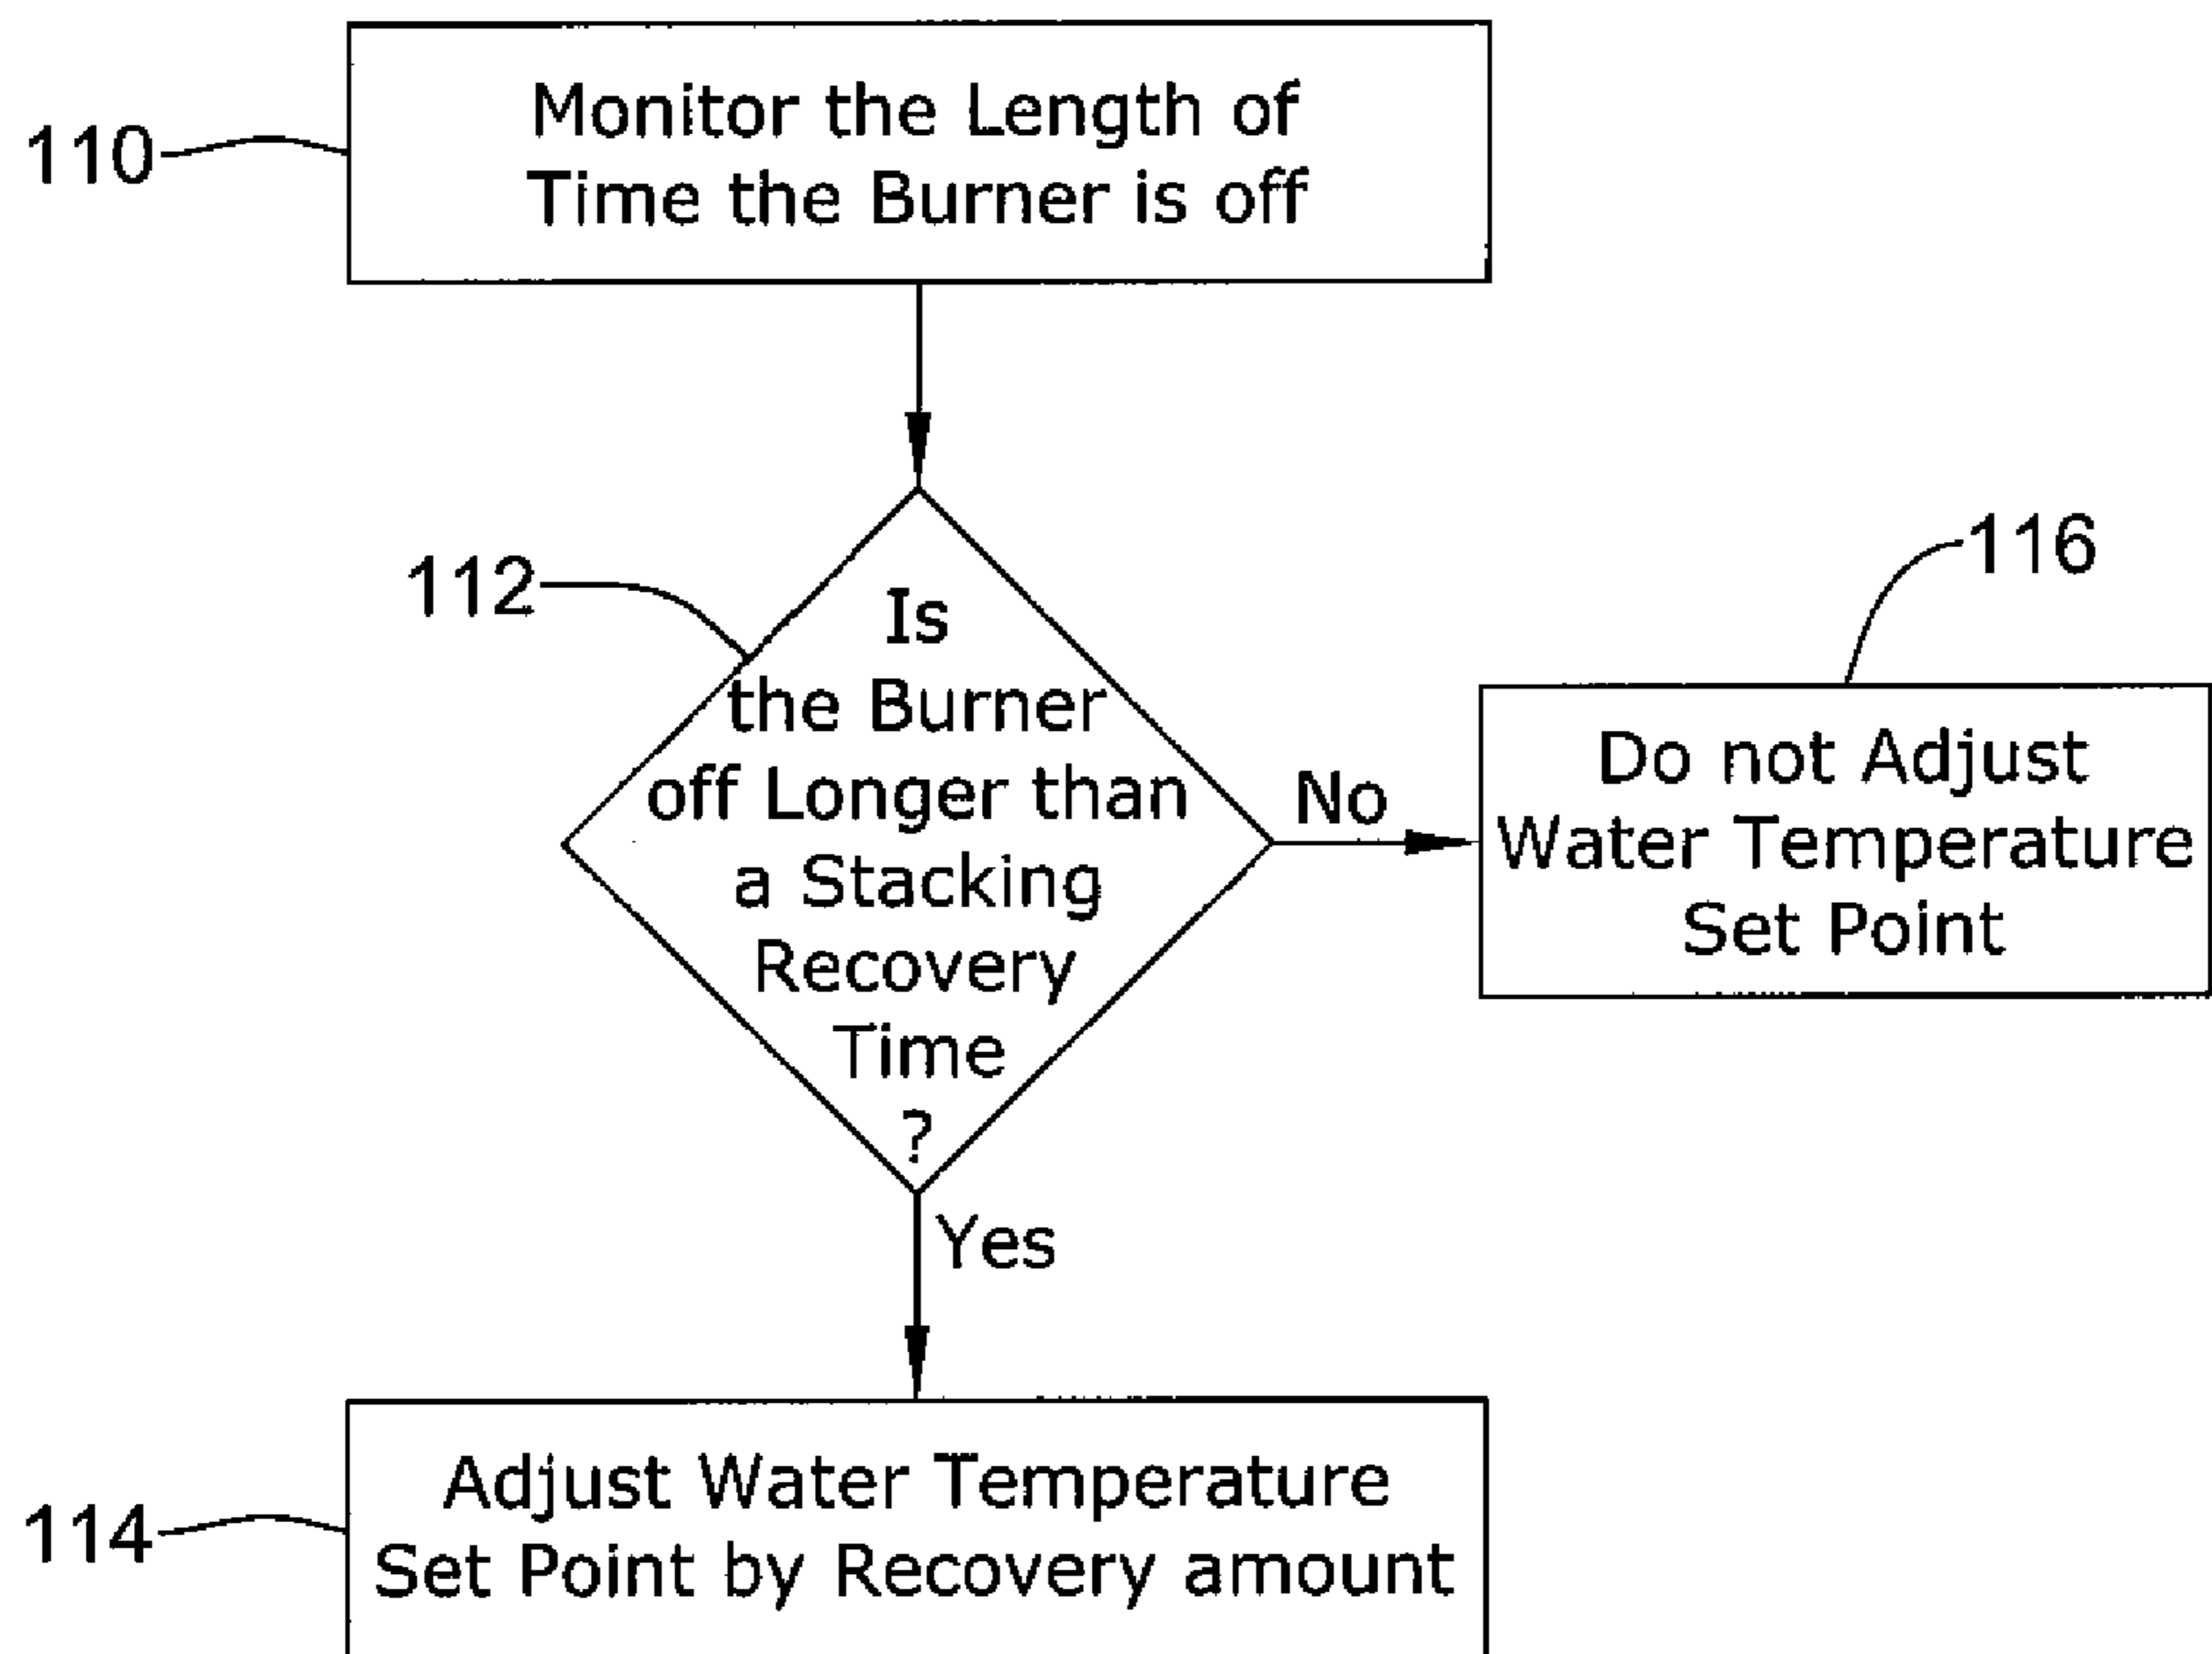 110
Monitor the Length of
Time the Burner is off
112
Is
the Burner
off Longer than
a Stacking
Recovery
Time
?
No
116
Do not Adjust
Water Temperature
Set Point
Yes
114
Adjust Water Temperature
Set Point by Recovery amount